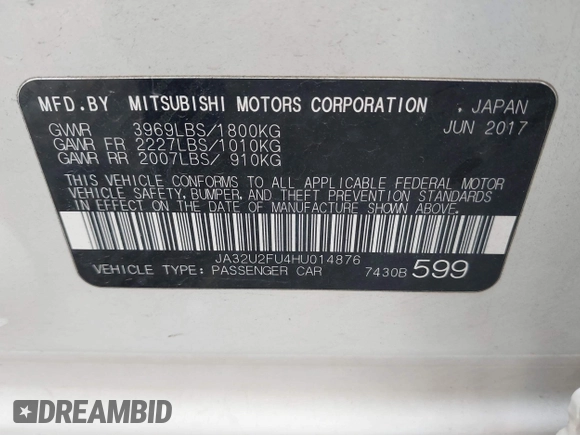 MFD.BY MITSUBISHI MOTORS CORPORATION . JAPAN
GVWR 3969LBS/1800KG JUN 2017
GAWR FR 2227LBS/1010KG
GAWR RR 2007LBS/ 910KG
THIS VEHICLE CONFORMS TO ALL APPLICABLE FEDERAL MOTOR
VEHICLE SAFETY, BUMPER, AND THEFT PREVENTION STANDARDS
IN EFFECT ON THE DATE OF MANUFACTURE SHOWN ABOVE.
JA32U2FU4HU014876
VEHICLE TYPE: PASSENGER CAR 7430B 599
DREAMBID